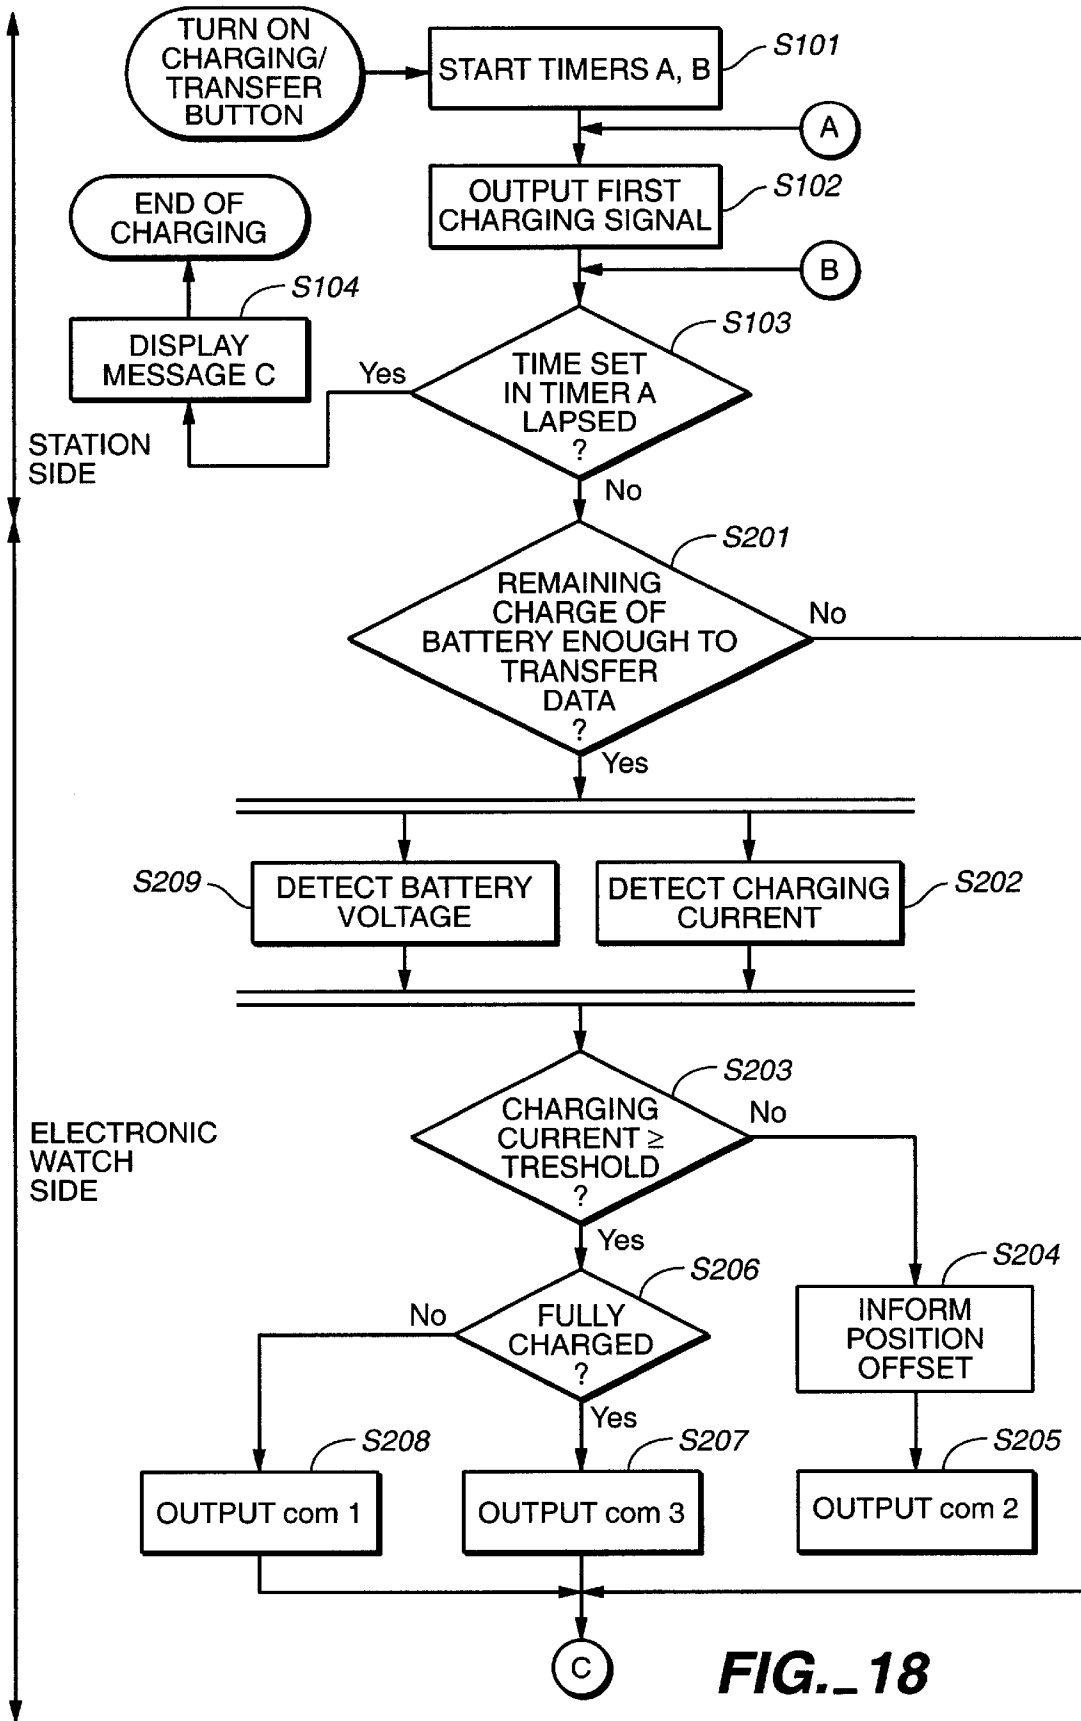 TURN ON
CHARGING/
TRANSFER
BUTTON
START TIMERS A, B
S101
A
OUTPUT FIRST
CHARGING SIGNAL
S102
END OF
CHARGING
B
S104
DISPLAY
MESSAGE C
S103
TIME SET
IN TIMER A
LAPSED
?
Yes
No
STATION
SIDE
S201
REMAINING
CHARGE OF
BATTERY ENOUGH TO
TRANSFER
DATA
?
No
Yes
S209
DETECT BATTERY
VOLTAGE
DETECT CHARGING
CURRENT
S202
S203
CHARGING
CURRENT ≥
TRESHOLD
?
No
Yes
ELECTRONIC
WATCH
SIDE
S206
FULLY
CHARGED
?
No
Yes
S204
INFORM
POSITION
OFFSET
S208
OUTPUT com 1
S207
OUTPUT com 3
S205
OUTPUT com 2
C
FIG._18